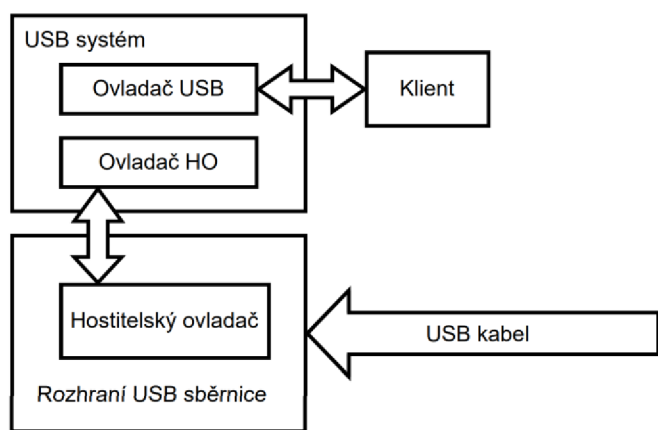 USB systém
Ovladač USB
Klient
Ovladač HO
Hostitelský ovladač
USB kabel
Rozhraní USB sběrnice